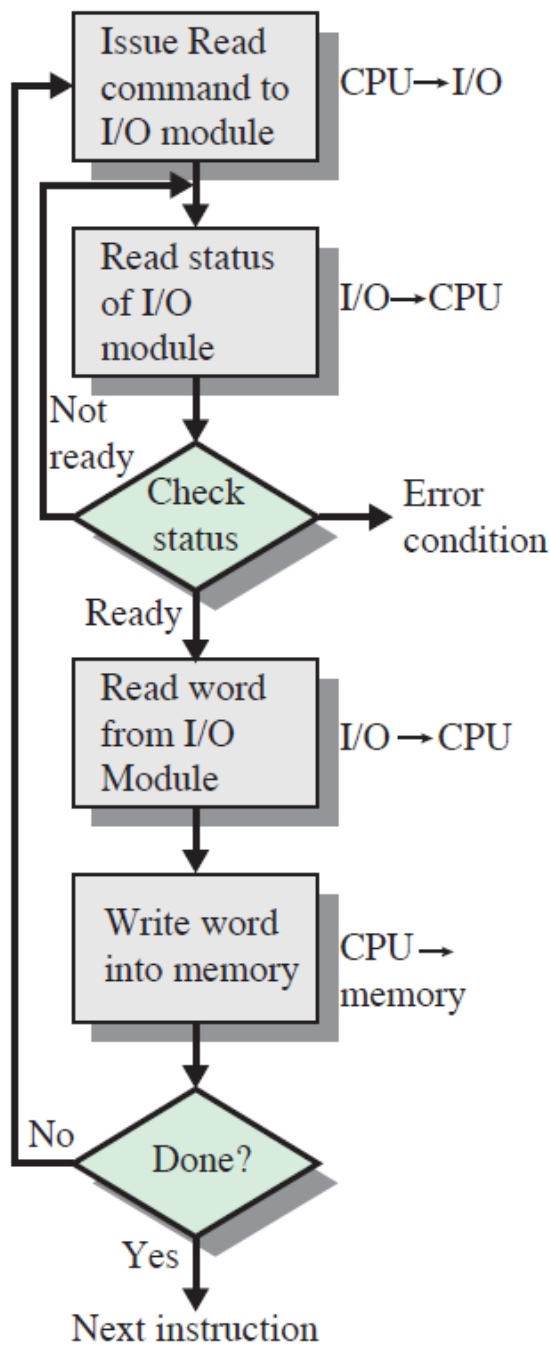 Issue Read
command to
I/O module
CPU→I/O
Read status
of I/O
module
I/O→CPU
Not
ready
Check
status
Error
condition
Ready
Read word
from I/O
Module
I/O → CPU
Write word
into memory
CPU →
memory
No
Done?
Yes
Next instruction